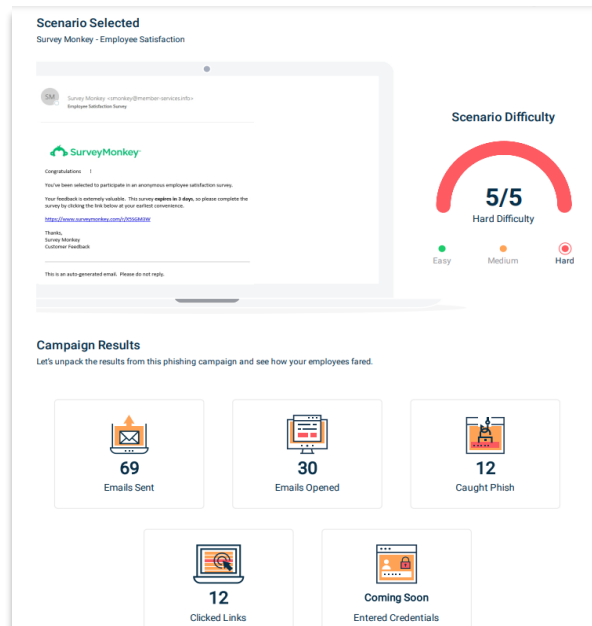 Scenario Selected
Survey Monkey - Employee Satisfaction
SM
Survey Monkey <smonkey@member-services.info>
Employee Satisfaction Survey
SurveyMonkey
Congratulations !
You've been selected to participate in an anonymous employee satisfaction survey.
Your feedback is extemely valuable. This survey expires in 3 days, so please complete the
survey by clicking the link below at your earliest convenience.
Thanks,
Survey Monkey
Customer Feedback
This is an auto-generated email. Please do not reply.
Scenario Difficulty
5/5
Hard Difficulty
Easy
Medium
Hard
Campaign Results
Let's unpack the results from this phishing campaign and see how your employees fared.
69
Emails Sent
30
Emails Opened
12
Caught Phish
12
Clicked Links
Coming Soon
Entered Credentials